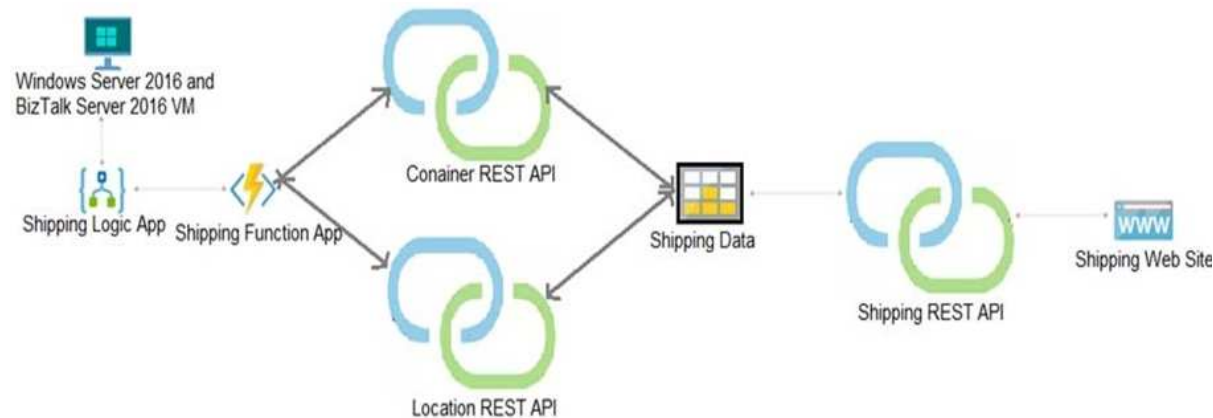 Windows Server 2016 and
BizTalk Server 2016 VM
Shipping Logic App
Shipping Function App
Conainer REST API
Location REST API
Shipping Data
Shipping REST API
WWW
Shipping Web Site